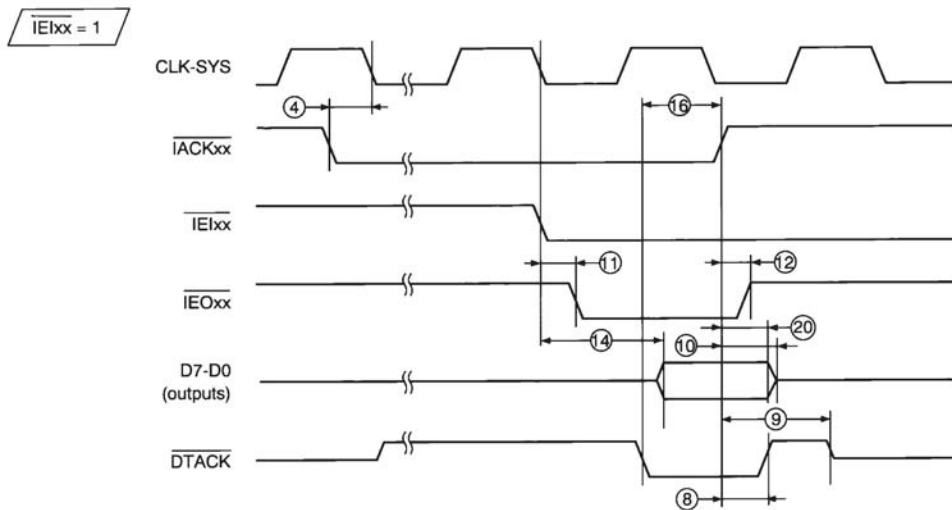 IEIxx = 1
CLK-SYS
4
16
IACKxx
IEIxx
11
12
IEOxx
20
14
10
D7-D0
(outputs)
9
DTACK
8